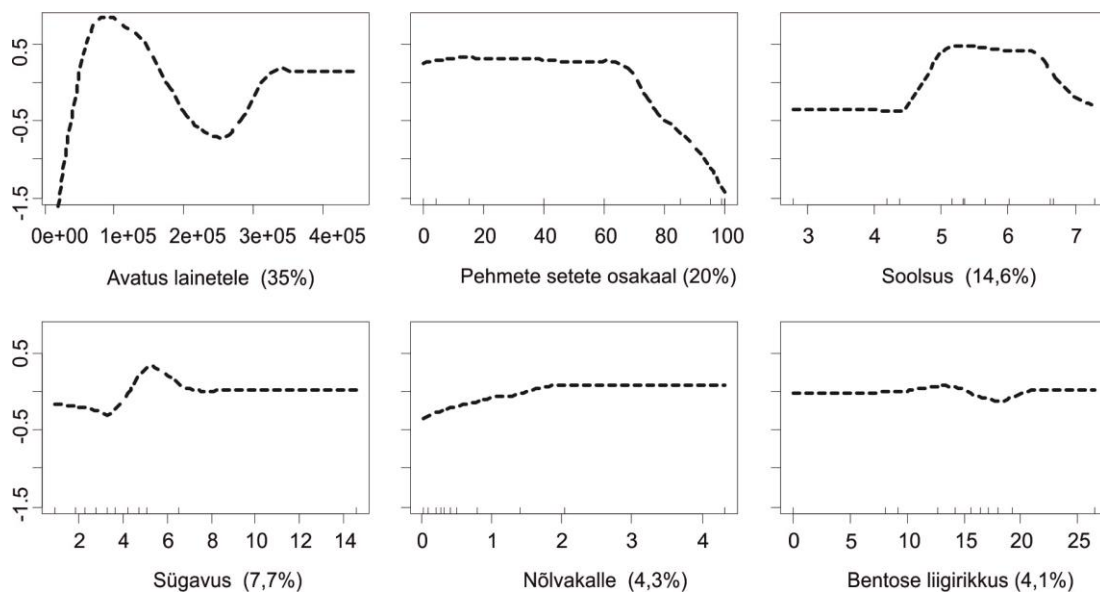 0.5
-0.5
-1.5
0e+00 1e+05 2e+05 3e+05 4e+05
Avatus lainetele (35%)
0 20 40 60 80 100
Pehmete setete osakaal (20%)
3 4 5 6 7
Soolsus (14,6%)
0.5
-0.5
-1.5
2 4 6 8 10 12 14
Sügavus (7,7%)
0 1 2 3 4
Nõlvakalle (4,3%)
0 5 10 15 20 25
Bentose liigirikkus (4,1%)